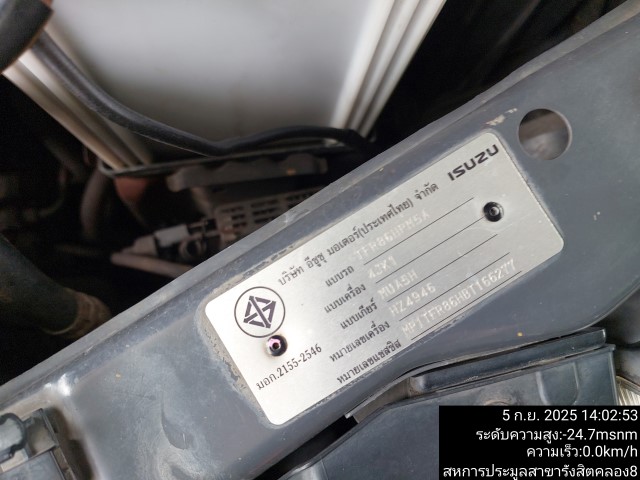 ISUZU
บริษัท อีซูซุ มอเตอร์(ประเทศไทย) จำกัด
แบบรถ TFR86HPM5A
แบบเครื่อง 4JK1
แบบเกียร์ MUA5H
หมายเลขเครื่อง HZ4946
หมายเลขแชสซีส MP1TFR86HBT166277
มอก.2155-2546
5 ก.ย. 2025 14:02:53
ระดับความสูง:-24.7msnm
ความเร็ว:0.0km/h
สหการประมูลสาขารังสิตคลอง8